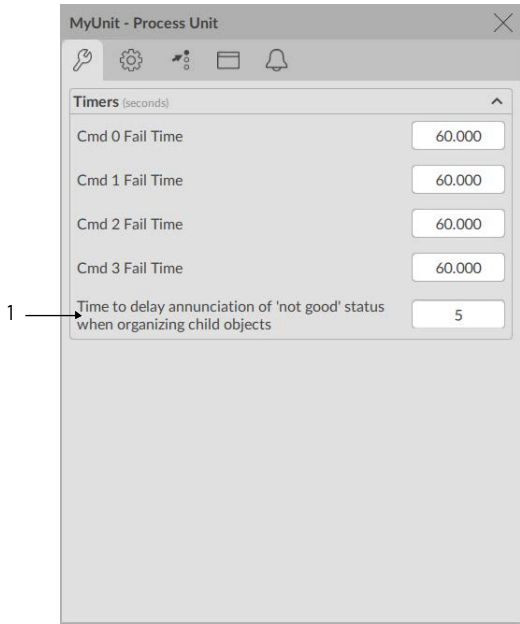 MyUnit - Process Unit
Timers (seconds)
Cmd 0 Fail Time 60.000
Cmd 1 Fail Time 60.000
Cmd 2 Fail Time 60.000
Cmd 3 Fail Time 60.000
1
Time to delay annunciation of 'not good' status
when organizing child objects
5